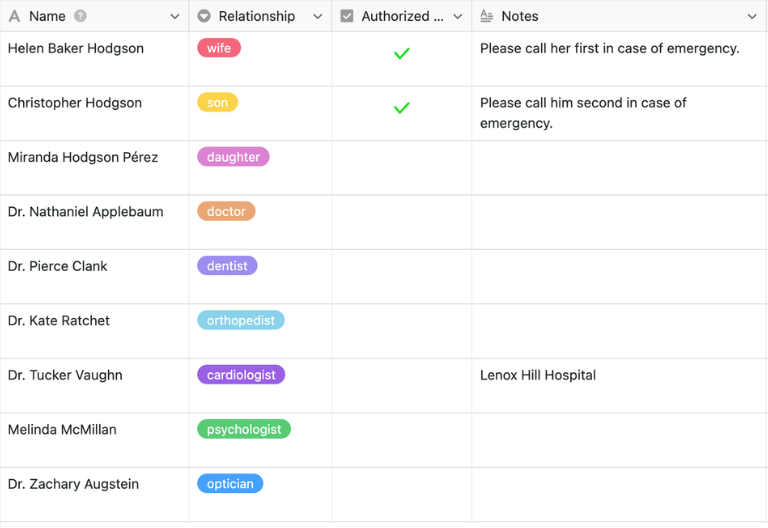 Name Relationship Authorized ... Notes
Helen Baker Hodgson wife Please call her first in case of emergency.
Christopher Hodgson son Please call him second in case of
emergency.
Miranda Hodgson Pérez daughter
Dr. Nathaniel Applebaum doctor
Dr. Pierce Clank dentist
Dr. Kate Ratchet orthopedist
Dr. Tucker Vaughn cardiologist Lenox Hill Hospital
Melinda McMillan psychologist
Dr. Zachary Augstein optician